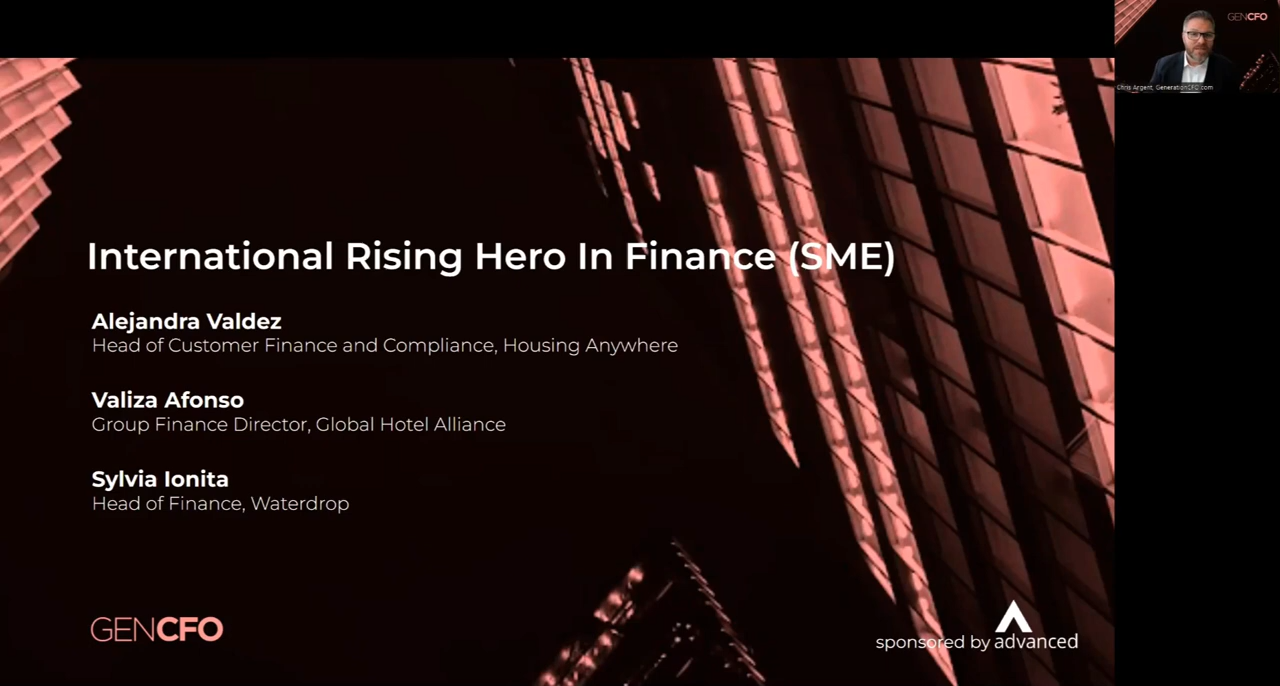 GENCFO
Chris Argent, GenerationCFO.com
International Rising Hero In Finance (SME)
Alejandra Valdez
Head of Customer Finance and Compliance, Housing Anywhere
Valiza Afonso
Group Finance Director, Global Hotel Alliance
Sylvia Ionita
Head of Finance, Waterdrop
GENCFO
sponsored by advanced